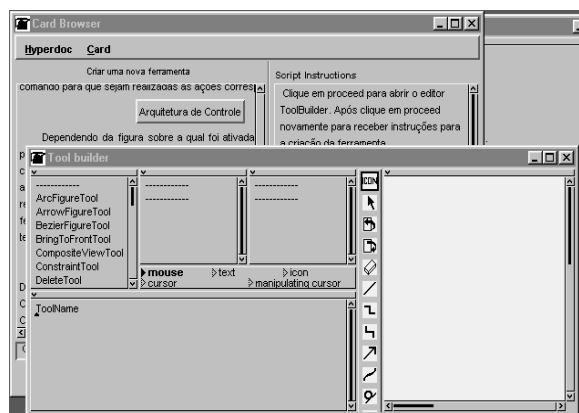 Card Browser
Hyperdoc Card
Criar uma nova ferramenta
comando para que sejam realizadas as ações corres
Arquitetura de Controle
Dependendo da figura sobre a qual foi ativada
Script Instructions
Clique em proceed para abrir o editor
ToolBuilder. Após clique em proceed
novamente para receber instruções para
a criação da ferramenta
Tool builder
------------
ArcFigureTool
ArrowFigureTool
BezierFigureTool
BringToFrontTool
CompositeViewTool
ConstraintTool
DeleteTool
------------
------------
------------
------------
mouse text icon
cursor manipulating cursor
ICON
ToolName